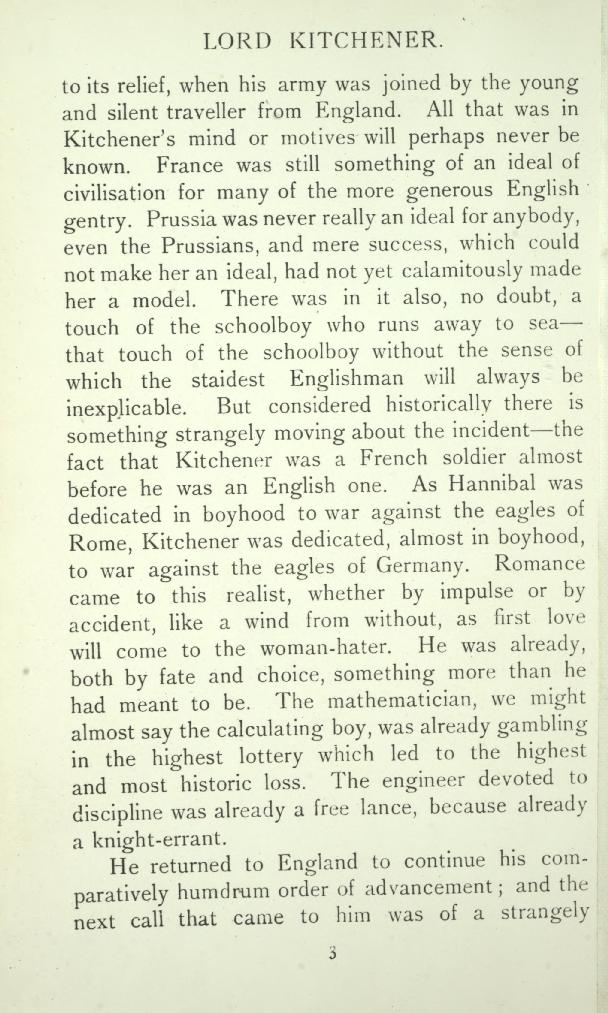 LORD KITCHENER.
to its relief, when his army was joined by the young
and silent traveller from England. All that was in
Kitchener's mind or motives will perhaps never be
known. France was still something of an ideal of
civilisation for many of the more generous English
gentry. Prussia was never really an ideal for anybody,
even the Prussians, and mere success, which could
not make her an ideal, had not yet calamitously made
her a model. There was in it also, no doubt, a
touch of the schoolboy who runs away to sea—
that touch of the schoolboy without the sense of
which the staidest Englishman will always be
inexplicable. But considered historically there is
something strangely moving about the incident—the
fact that Kitchener was a French soldier almost
before he was an English one. As Hannibal was
dedicated in boyhood to war against the eagles of
Rome, Kitchener was dedicated, almost in boyhood,
to war against the eagles of Germany. Romance
came to this realist, whether by impulse or by
accident, like a wind from without, as first love
will come to the woman-hater. He was already,
both by fate and choice, something more than he
had meant to be. The mathematician, we might
almost say the calculating boy, was already gambling
in the highest lottery which led to the highest
and most historic loss. The engineer devoted to
discipline was already a free lance, because already
a knight-errant.
He returned to England to continue his com-
paratively humdrum order of advancement; and the
next call that came to him was of a strangely
3